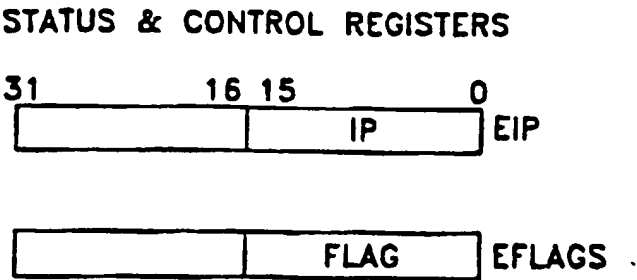 STATUS & CONTROL REGISTERS
31 16 15 0
IP EIP
FLAG EFLAGS